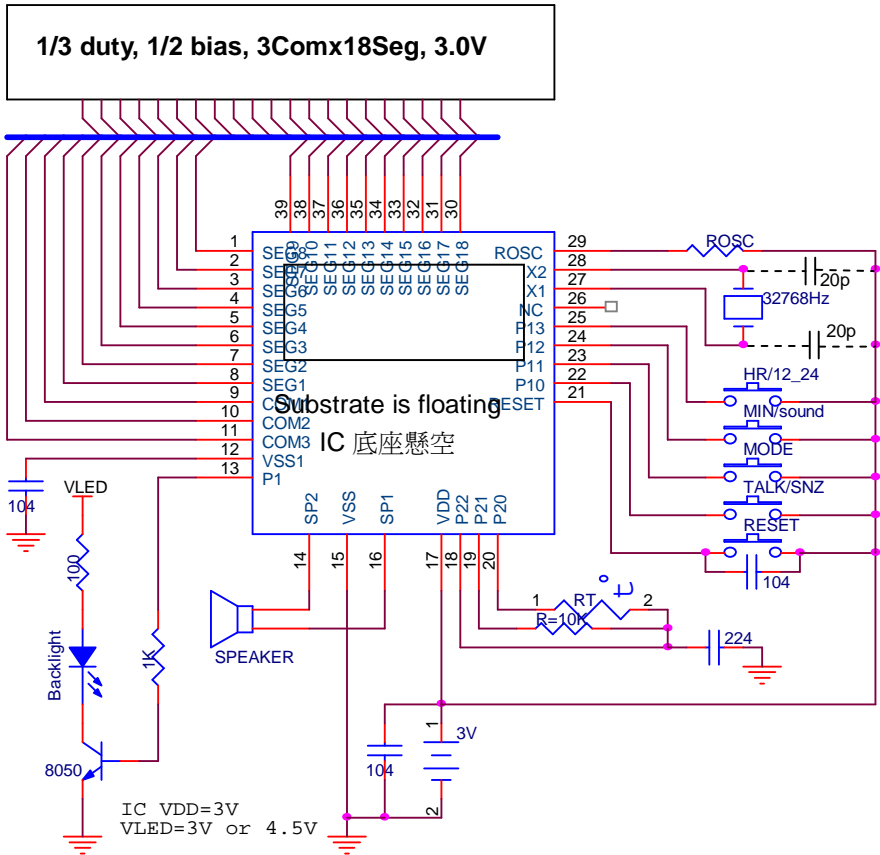 1/3 duty, 1/2 bias, 3Comx18Seg, 3.0V
39
38
37
36
35
34
33
32
31
30
SEG9
SEG10
SEG11
SEG12
SEG13
SEG14
SEG15
SEG16
SEG17
SEG18
1
SEG8
2
SEG7
3
SEG6
4
SEG5
5
SEG4
6
SEG3
7
SEG2
8
SEG1
9
COM1
10
COM2
11
COM3
12
VSS1
13
P1
ROSC
29
ROSC
X2
28
20p
X1
27
32768Hz
NC
26
P13
25
20p
P12
24
P11
23
HR/12_24
P10
22
RESET
21
MIN/sound
MODE
TALK/SNZ
RESET
104
Substrate is floating
IC 底座懸空
SP2
VSS
SP1
VDD
P22
P21
P20
14
15
16
17
18
19
20
104
VLED
100
Backlight
1K
8050
SPEAKER
1
RT
2
t°
R=10K
224
104
1
3V
2
IC VDD=3V
VLED=3V or 4.5V